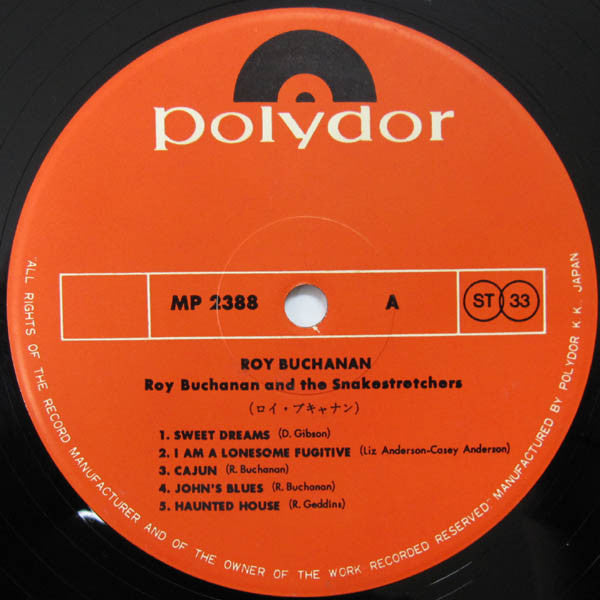 polydor
MP 2388 A ST 33
ROY BUCHANAN
Roy Buchanan and the Snakestretchers
(ロイ・ブキャナン)
1. SWEET DREAMS (D. Gibson)
2. I AM A LONESOME FUGITIVE (Liz Anderson-Casey Anderson)
3. CAJUN (R. Buchanan)
4. JOHN'S BLUES (R. Buchanan)
5. HAUNTED HOUSE (R. Geddins)
"ALL RIGHTS OF THE RECORD MANUFACTURER AND OF THE OWNER OF THE WORK RECORDED RESERVED" MANUFACTURED BY POLYDOR K.K., JAPAN